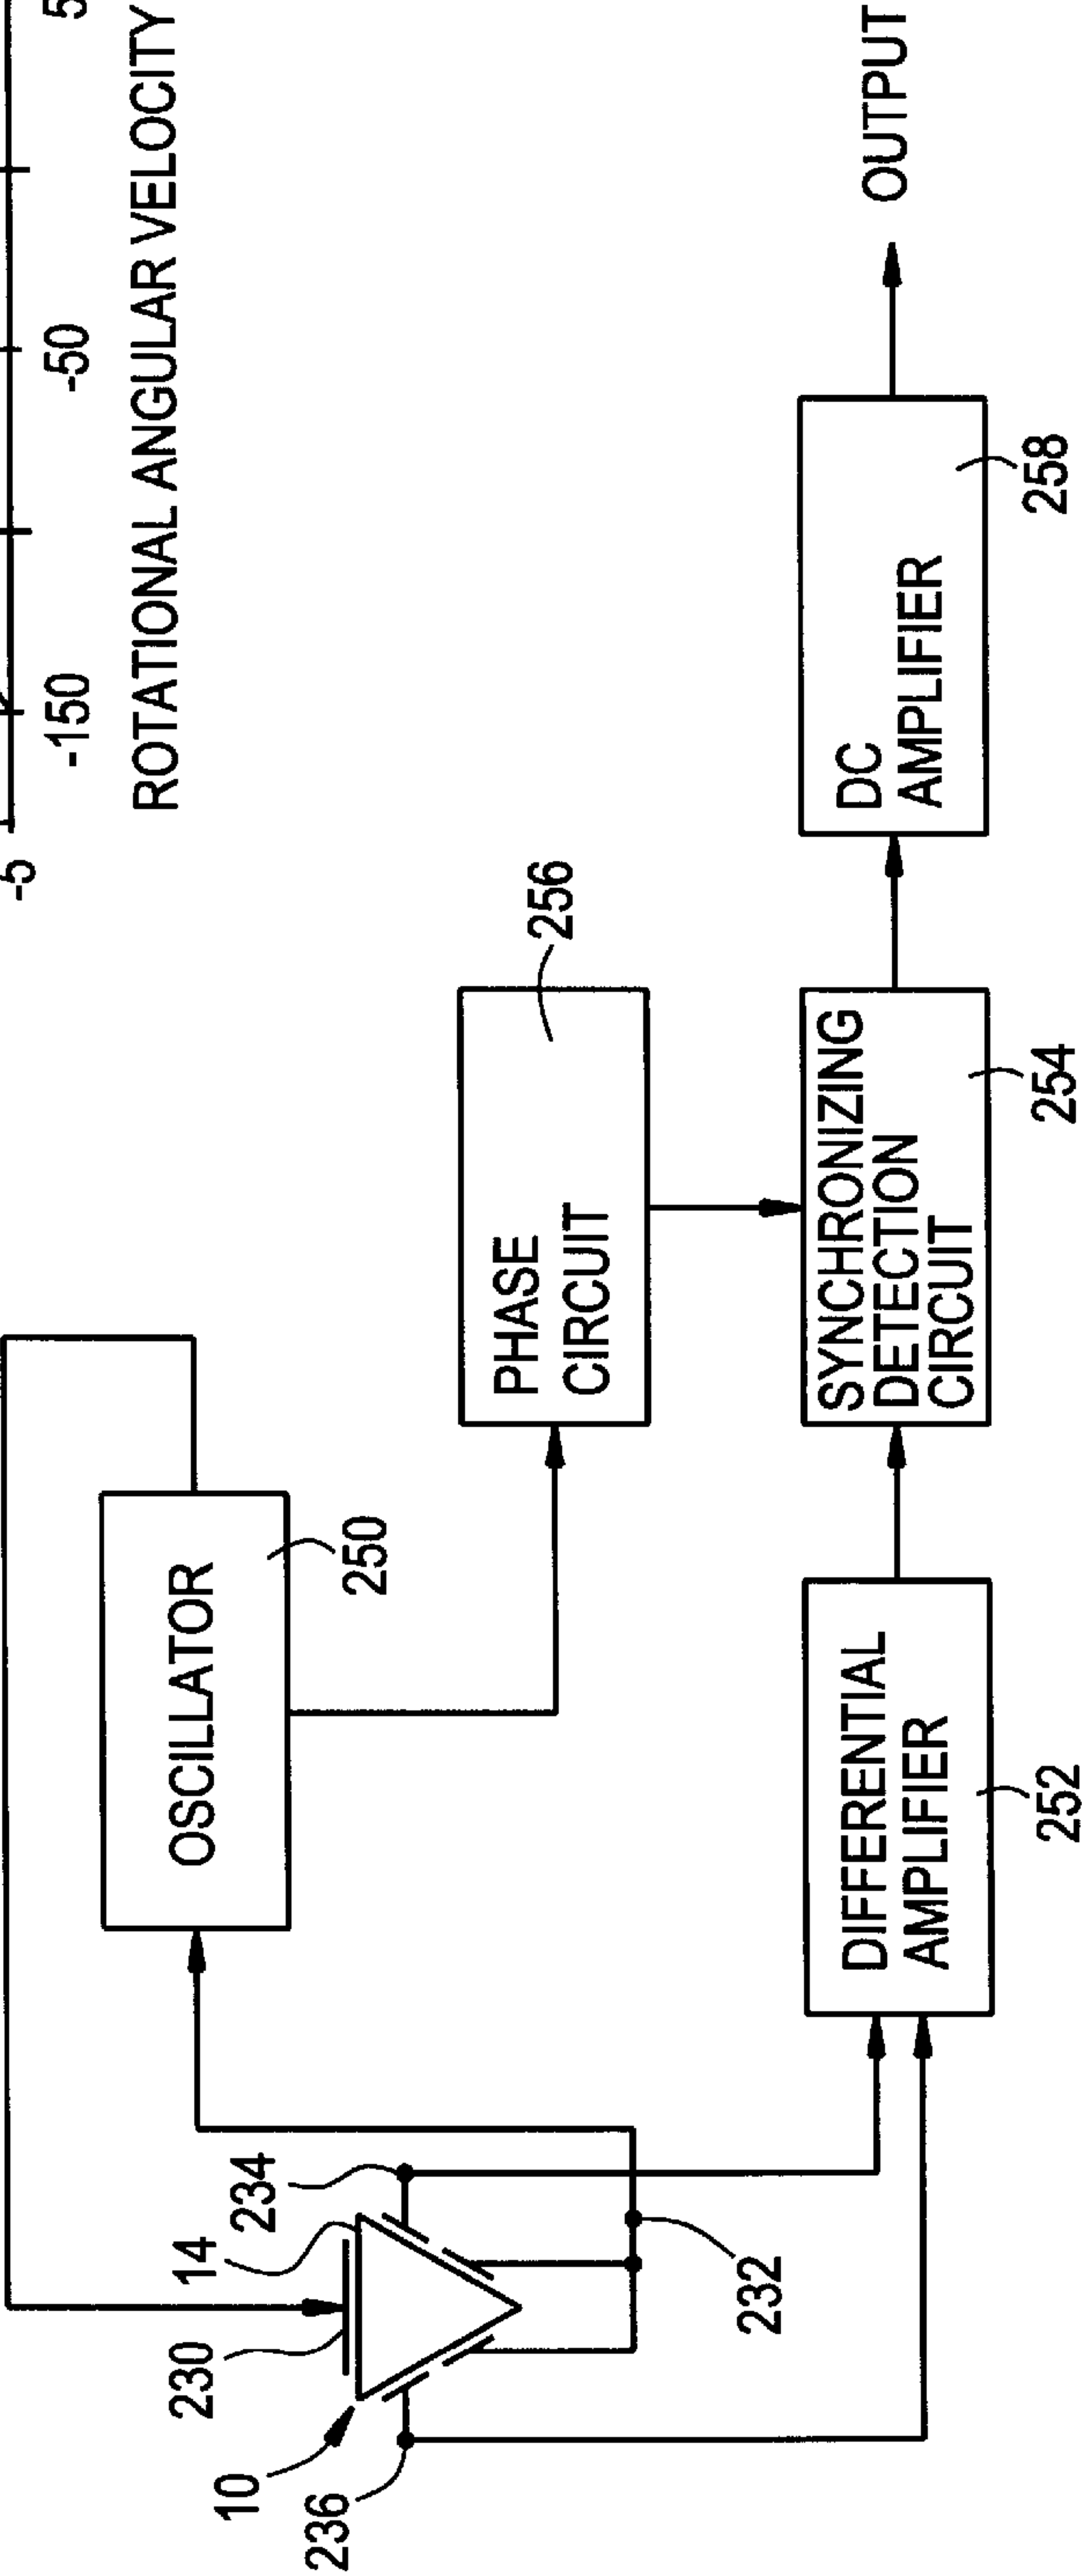 -5
-150
-50
5
ROTATIONAL ANGULAR VELOCITY
OSCILLATOR
250
230
14
234
10
236
232
PHASE
CIRCUIT
256
DIFFERENTIAL
AMPLIFIER
252
SYNCHRONIZING
DETECTION
CIRCUIT
254
DC
AMPLIFIER
258
OUTPUT